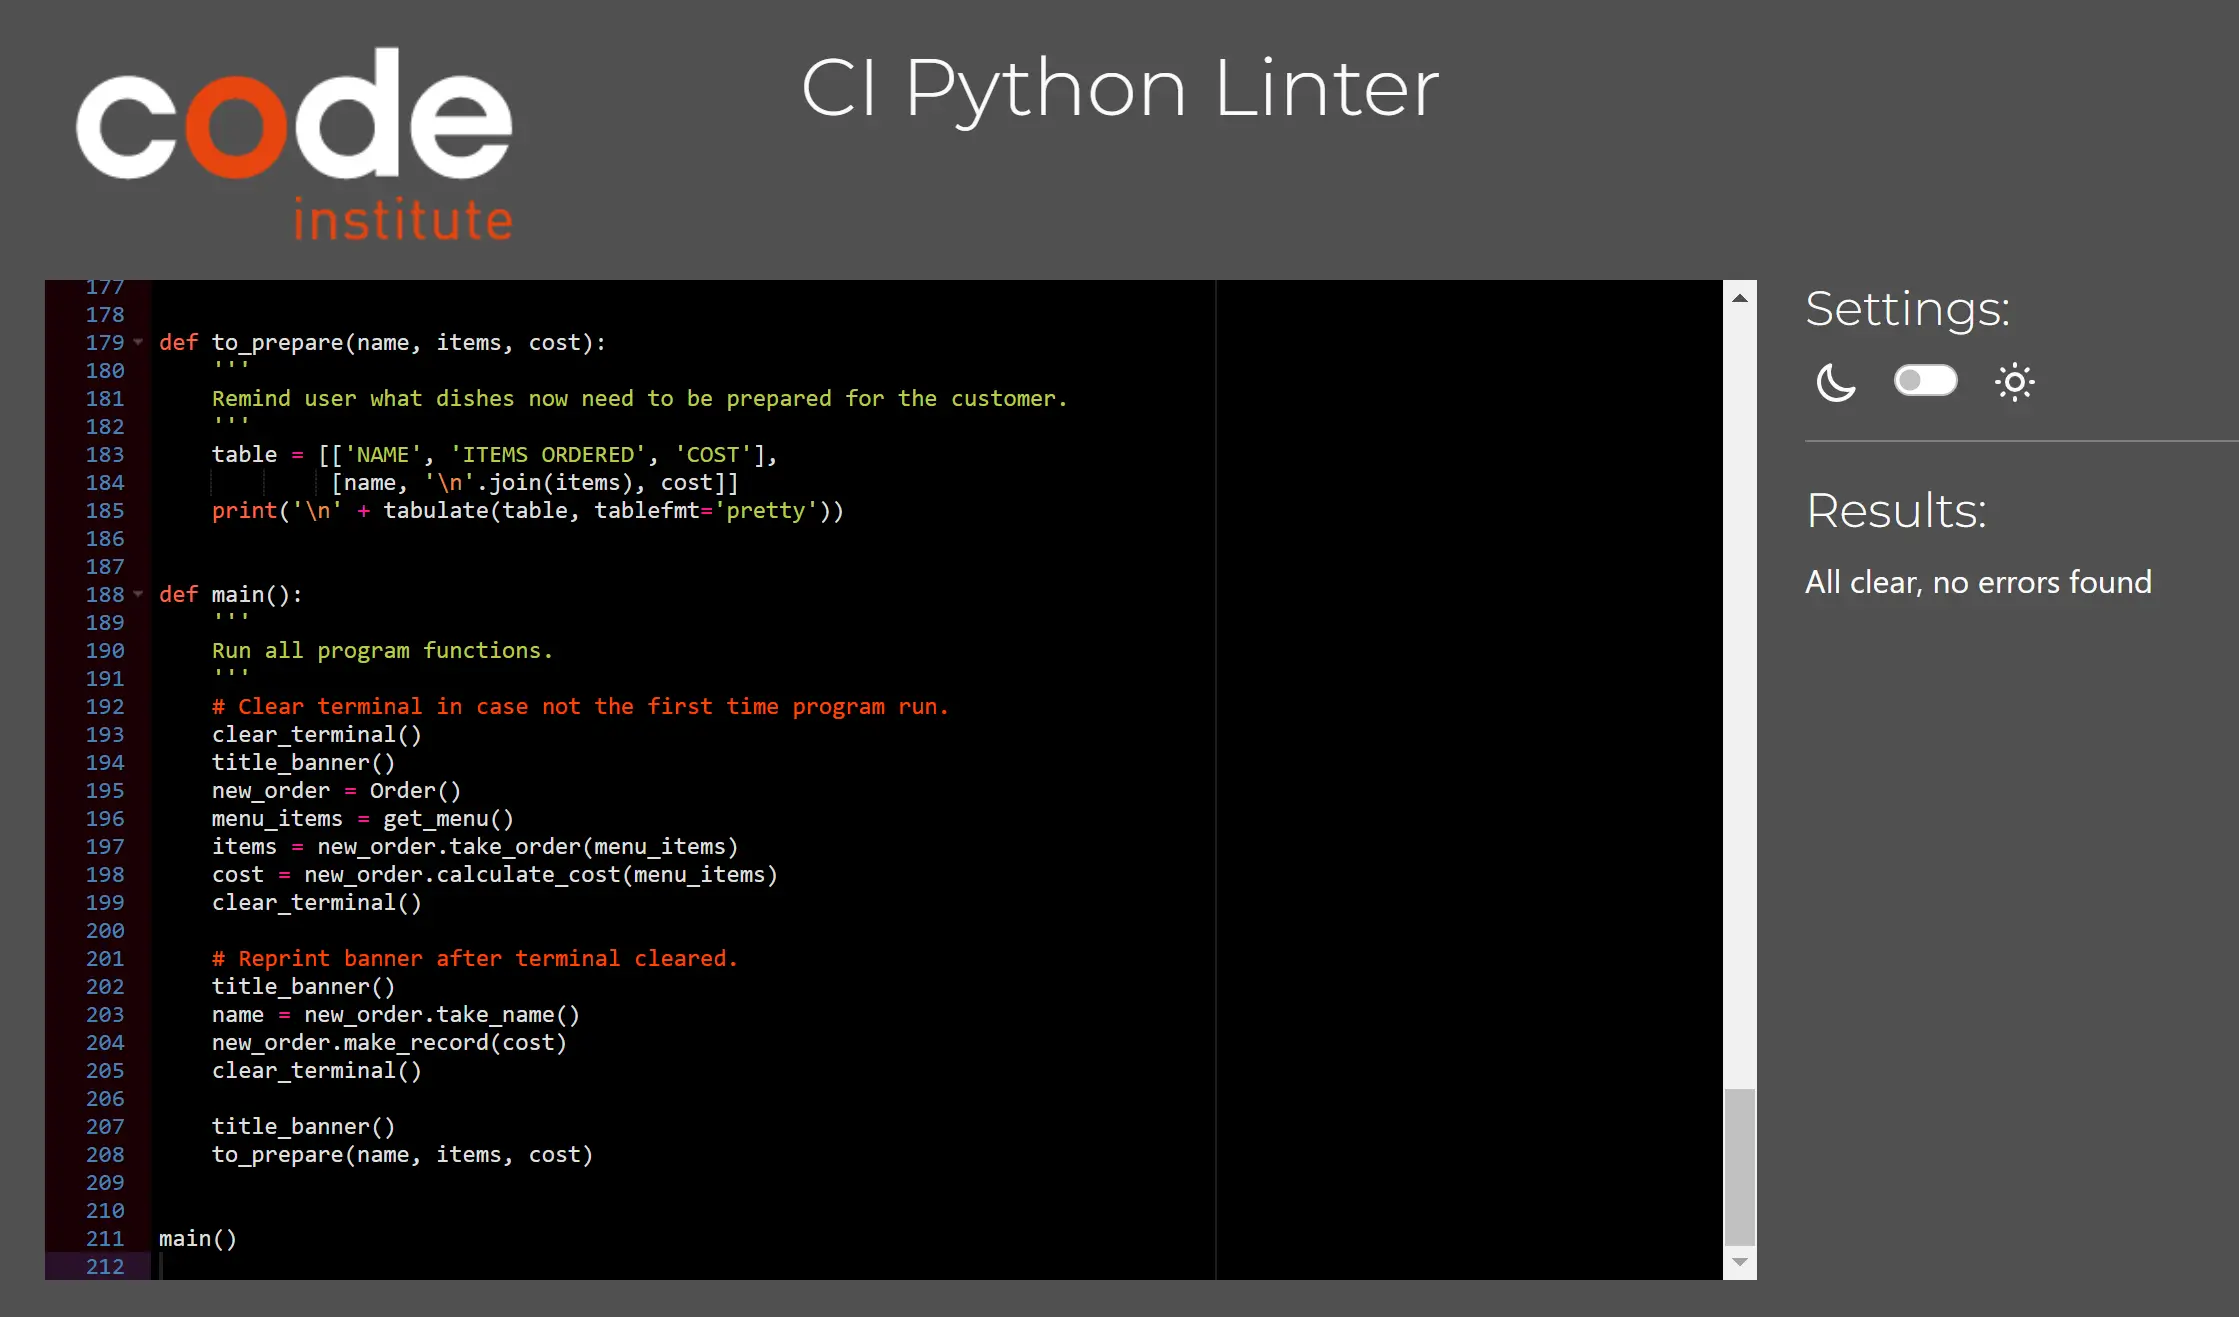 code
institute
CI Python Linter
177
178
179 def to_prepare(name, items, cost):
180     '''
181     Remind user what dishes now need to be prepared for the customer.
182     '''
183     table = [['NAME', 'ITEMS ORDERED', 'COST'],
184              [name, '\n'.join(items), cost]]
185     print('\n' + tabulate(table, tablefmt='pretty'))
186
187
188 def main():
189     '''
190     Run all program functions.
191     '''
192     # Clear terminal in case not the first time program run.
193     clear_terminal()
194     title_banner()
195     new_order = Order()
196     menu_items = get_menu()
197     items = new_order.take_order(menu_items)
198     cost = new_order.calculate_cost(menu_items)
199     clear_terminal()
200
201     # Reprint banner after terminal cleared.
202     title_banner()
203     name = new_order.take_name()
204     new_order.make_record(cost)
205     clear_terminal()
206
207     title_banner()
208     to_prepare(name, items, cost)
209
210
211 main()
212
Settings:
Results:
All clear, no errors found